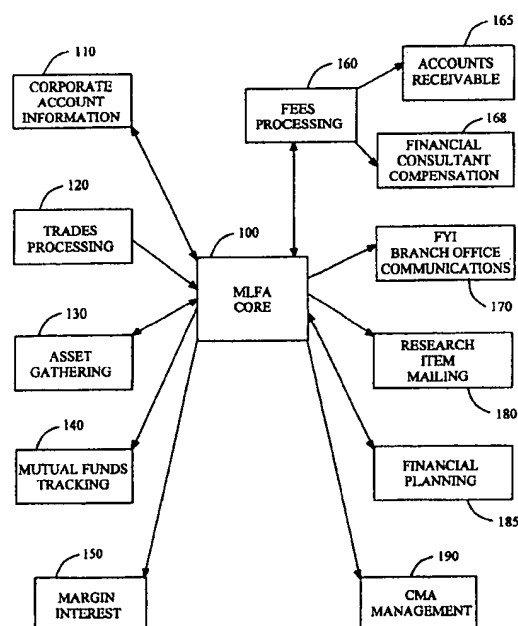 110
CORPORATE
ACCOUNT
INFORMATION
120
TRADES
PROCESSING
130
ASSET
GATHERING
140
MUTUAL FUNDS
TRACKING
150
MARGIN
INTEREST
100
MLFA
CORE
160
FEES
PROCESSING
165
ACCOUNTS
RECEIVABLE
168
FINANCIAL
CONSULTANT
COMPENSATION
FYI
BRANCH OFFICE
COMMUNICATIONS
170
RESEARCH
ITEM
MAILING
180
FINANCIAL
PLANNING
185
190
CMA
MANAGEMENT